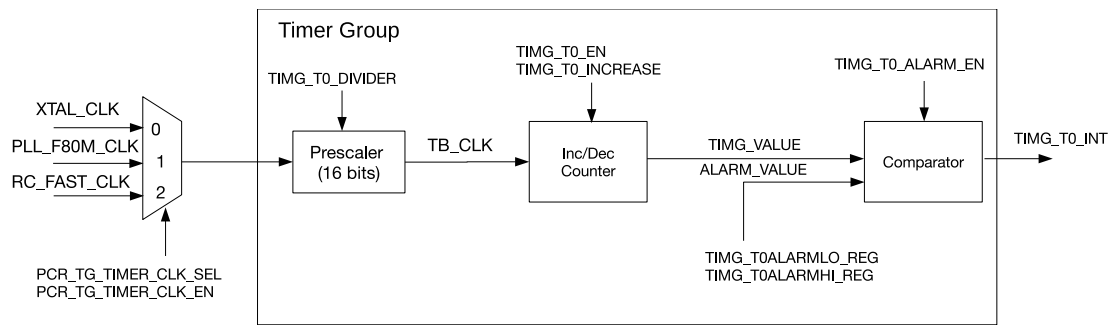 Timer Group
TIMG_T0_EN
TIMG_T0_INCREASE
TIMG_T0_DIVIDER
TIMG_T0_ALARM_EN
XTAL_CLK
0
PLL_F80M_CLK
1
RC_FAST_CLK
2
Prescaler
(16 bits)
TB_CLK
Inc/Dec
Counter
TIMG_VALUE
ALARM_VALUE
Comparator
TIMG_T0_INT
PCR_TG_TIMER_CLK_SEL
PCR_TG_TIMER_CLK_EN
TIMG_T0ALARMLO_REG
TIMG_T0ALARMHI_REG